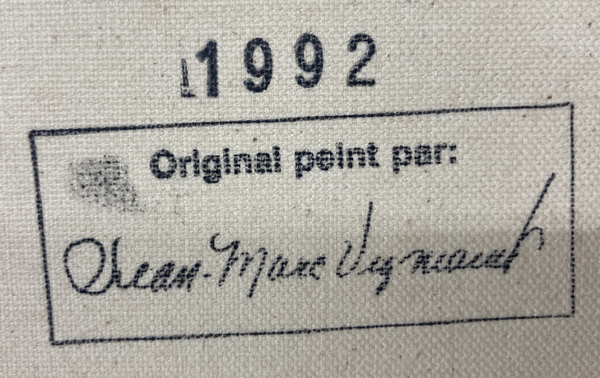 1992
Original peint par:
Jean-Marc